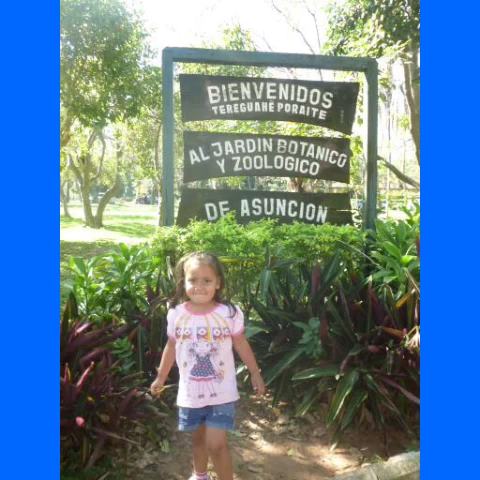 BIENVENIDOS
TEREGUAHÉ PORAITE
AL JARDIN BOTANICO
Y ZOOLOGICO
DE ASUNCION